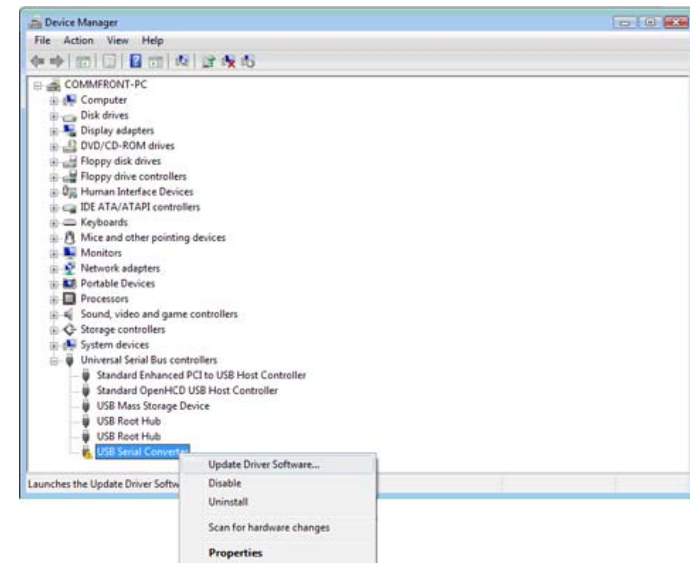 Device Manager
File Action View Help
COMMFRONT-PC
Computer
Disk drives
Display adapters
DVD/CD-ROM drives
Floppy disk drives
Floppy drive controllers
Human Interface Devices
IDE ATA/ATAPI controllers
Keyboards
Mice and other pointing devices
Monitors
Network adapters
Portable Devices
Processors
Sound, video and game controllers
Storage controllers
System devices
Universal Serial Bus controllers
Standard Enhanced PCI to USB Host Controller
Standard OpenHCD USB Host Controller
USB Mass Storage Device
USB Root Hub
USB Root Hub
USB Serial Converter
Update Driver Software...
Launches the Update Driver Softw
Disable
Uninstall
Scan for hardware changes
Properties